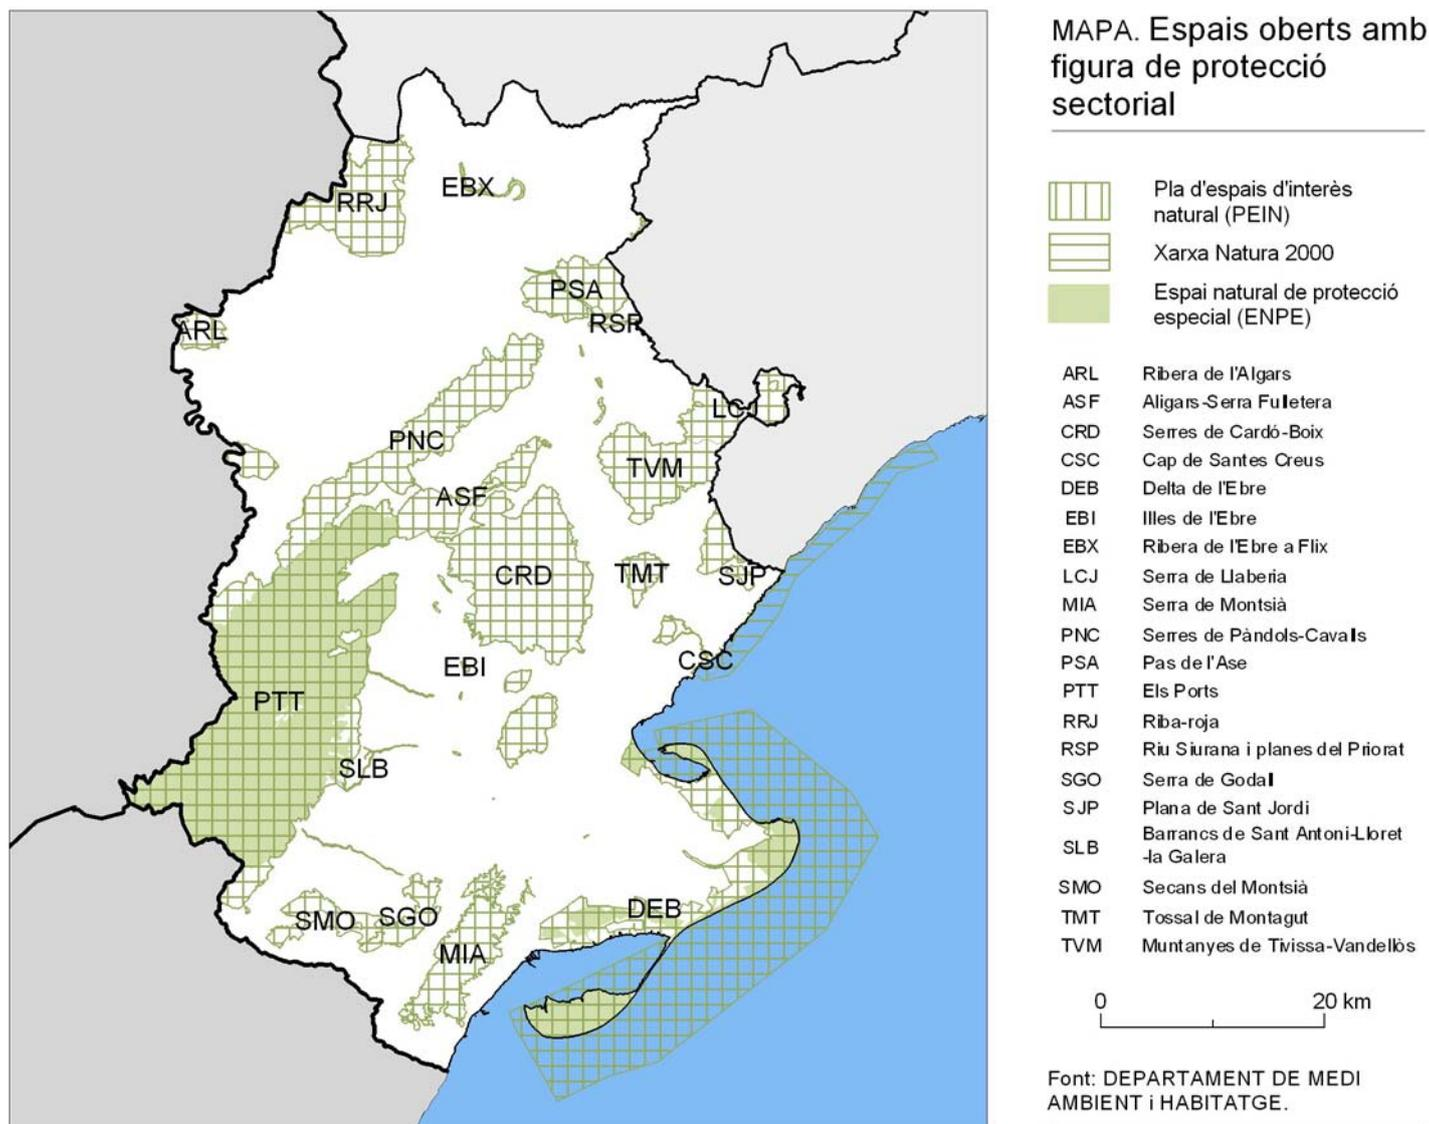 MAPA. Espais oberts amb
figura de protecció
sectorial
Pla d'espais d'interès
natural (PEIN)
Xarxa Natura 2000
Espai natural de protecció
especial (ENPE)
ARL Ribera de l'Algars
ASF Aligars-Serra Fulletera
CRD Serres de Cardó-Boix
CSC Cap de Santes Creus
DEB Delta de l'Ebre
EBI Illes de l'Ebre
EBX Ribera de l'Ebre a Flix
LCJ Serra de Llaberia
MIA Serra de Montsià
PNC Serres de Pàndols-Cavalls
PSA Pas de l'Ase
PTT Els Ports
RRJ Riba-roja
RSP Riu Siurana i planes del Priorat
SGO Serra de Godall
SJP Plana de Sant Jordi
SLB Barrancs de Sant Antoni-Lloret
-la Galera
SMO Secans del Montsià
TMT Tossal de Montagut
TVM Muntanyes de Tivissa-Vandellòs
0 20 km
Font: DEPARTAMENT DE MEDI
AMBIENT i HABITATGE.
EBX
RRJ
PSA
RSP
ARL
LCJ
PNC
TVM
ASF
CRD
TMT
SJP
EBI
CSC
PTT
SLB
DEB
SMO
SGO
MIA